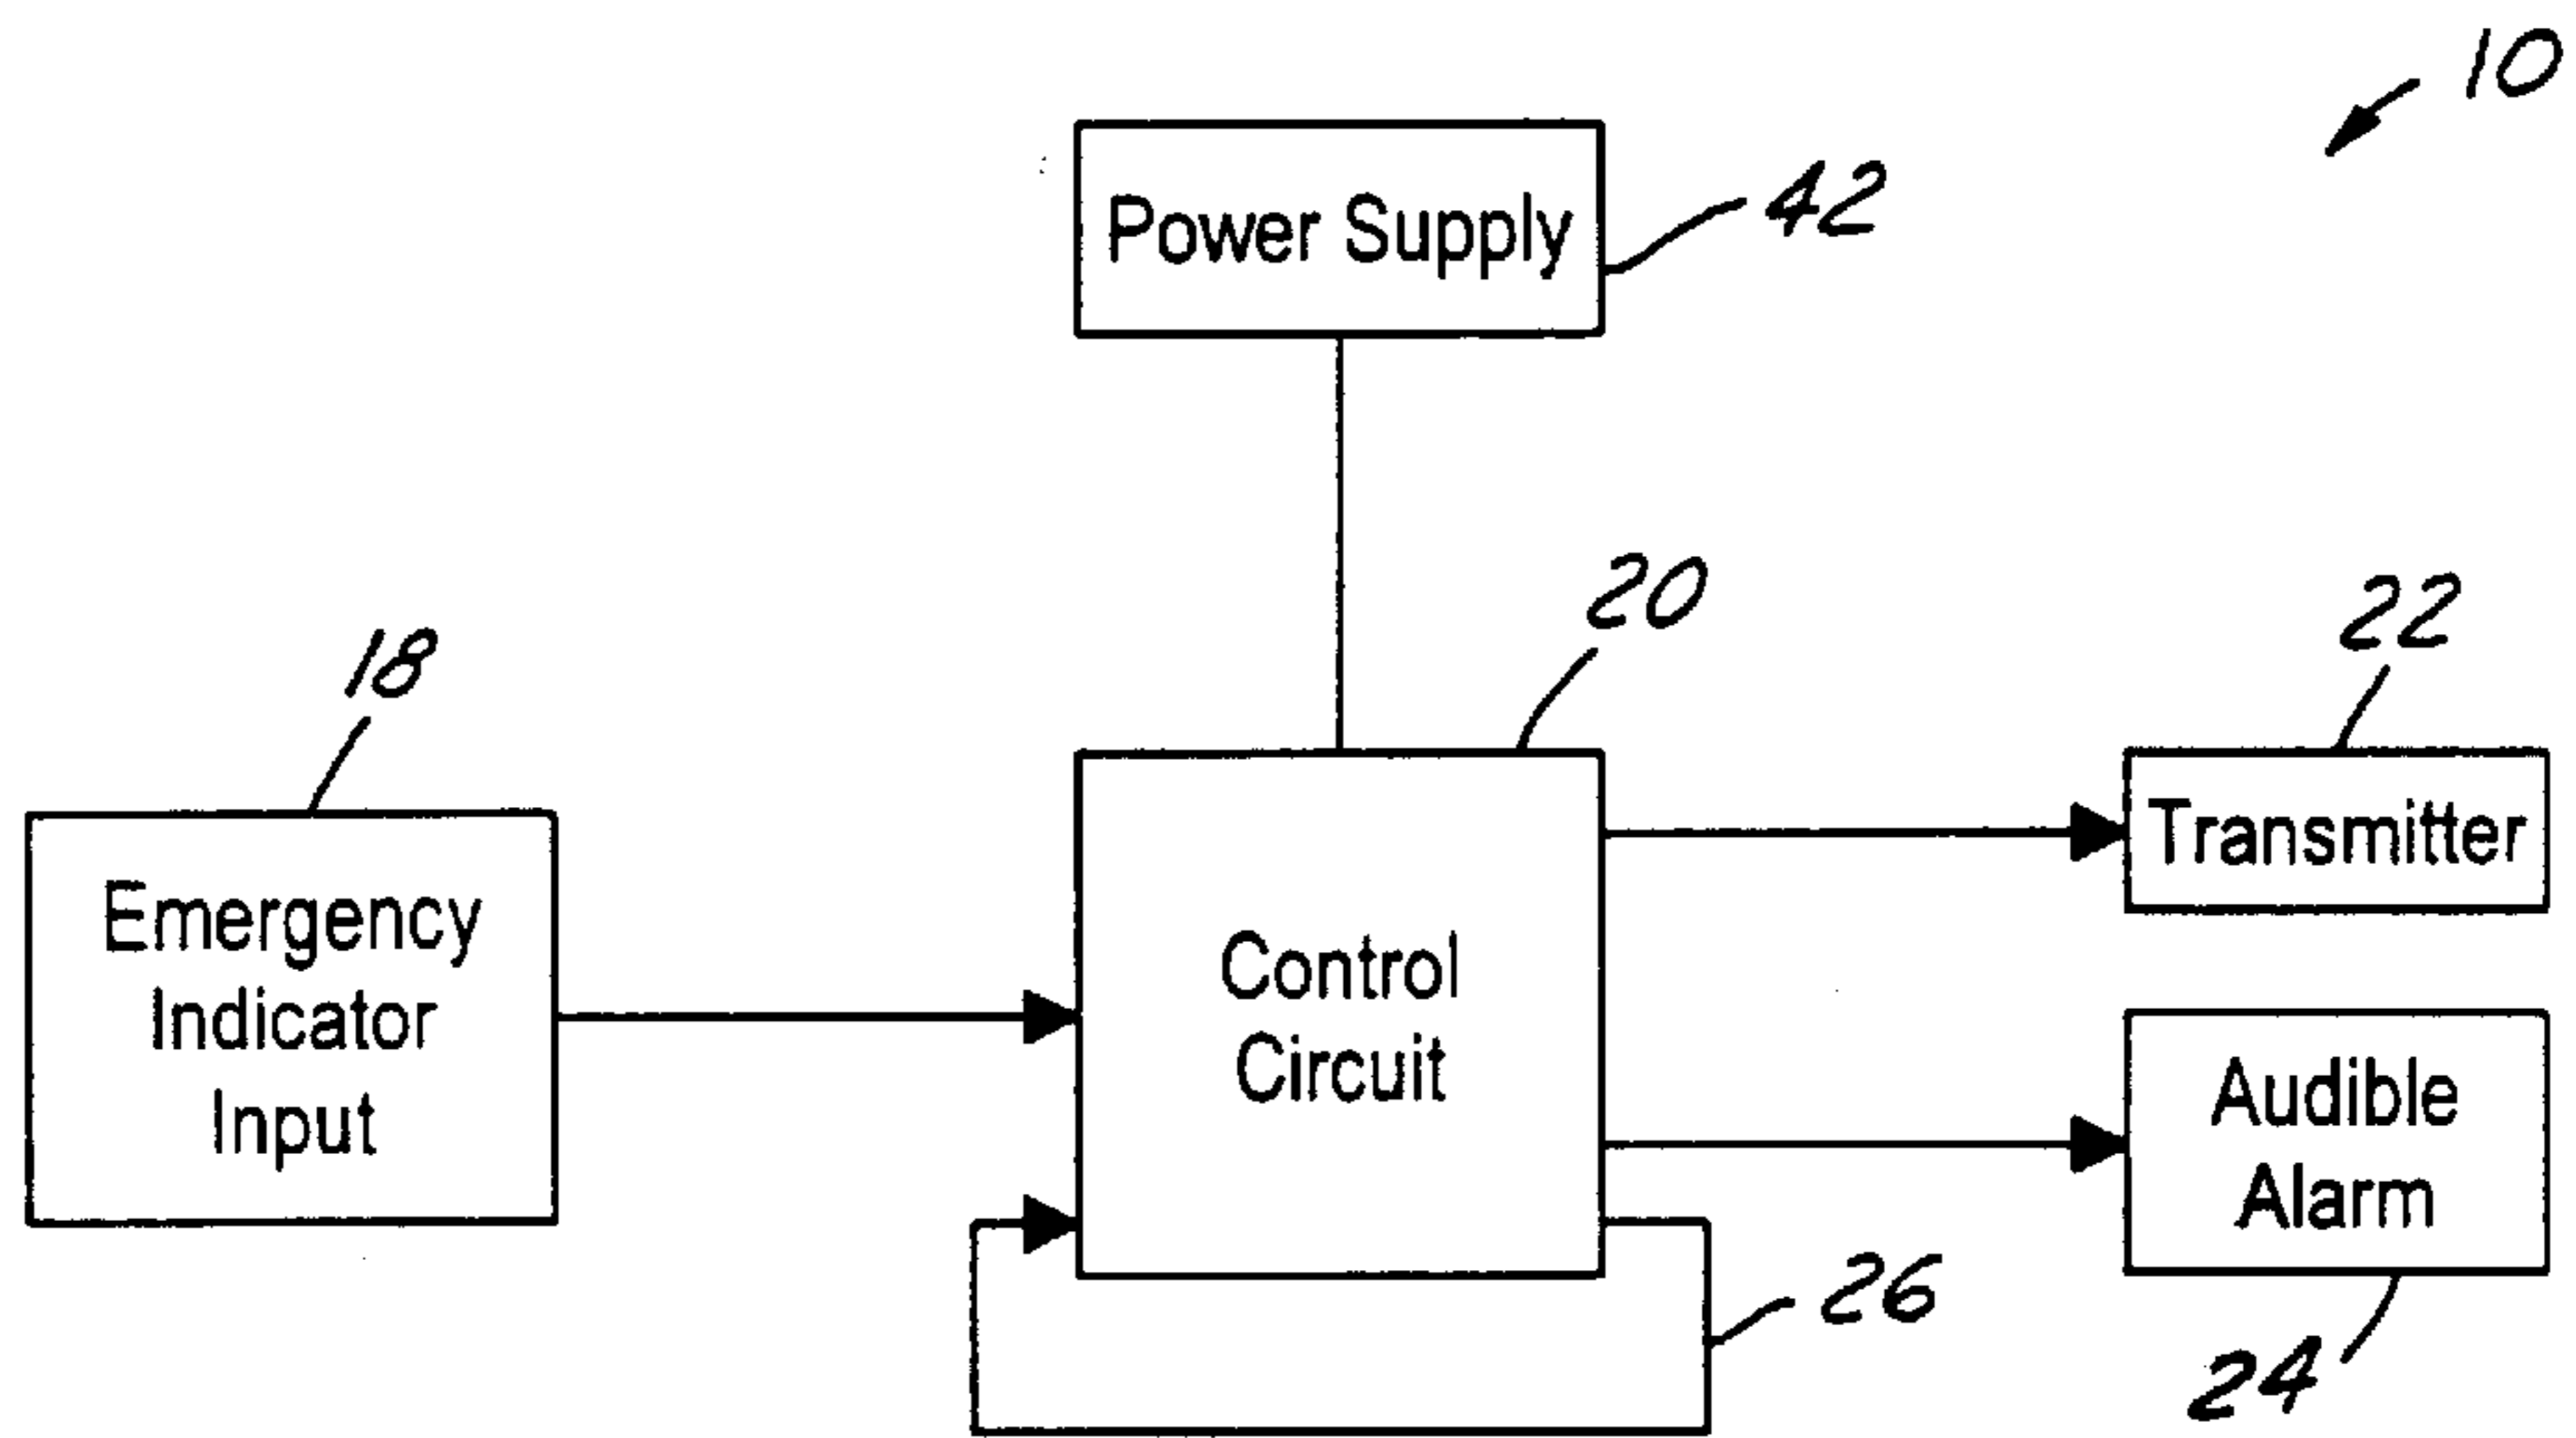 10
Power Supply
42
20
22
18
Transmitter
Emergency
Indicator
Input
Control
Circuit
Audible
Alarm
26
24